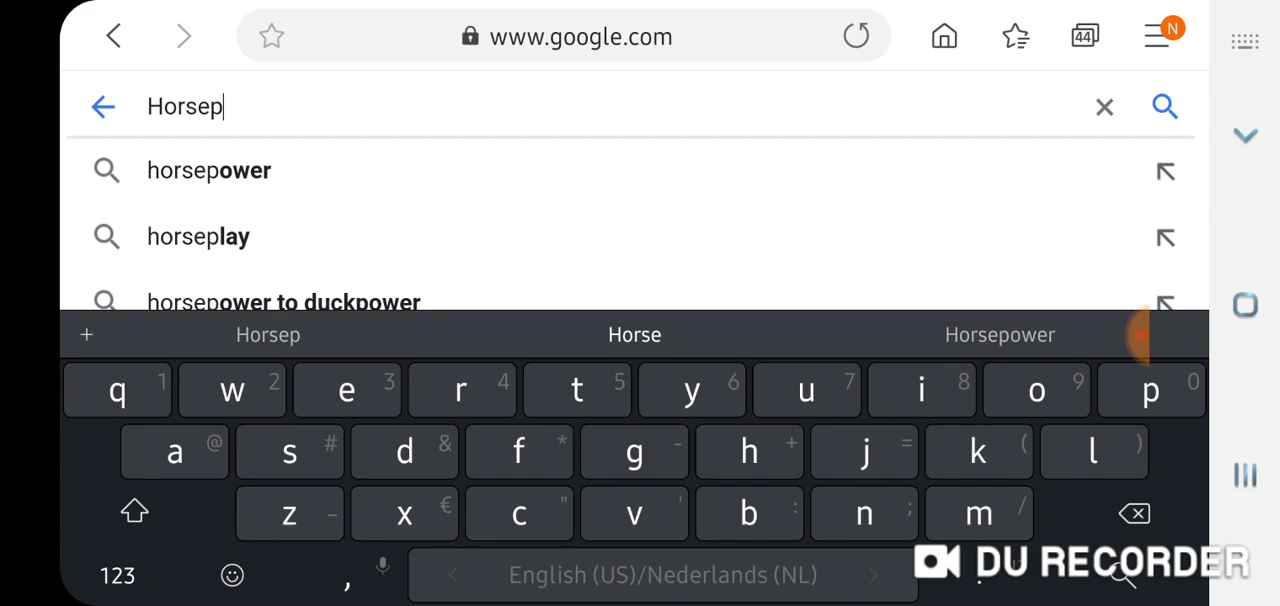 www.google.com
44
N
Horsep
horsepower
horseplay
horsepower to duckpower
+ Horsep Horse Horsepower
q 1 w 2 e 3 r 4 t 5 y 6 u 7 i 8 o 9 p 0
a @ s # d & f * g - h + j = k ( l )
z _ x € c " v ' b : n ; m /
123 , < English (US)/Nederlands (NL) > .
DU RECORDER